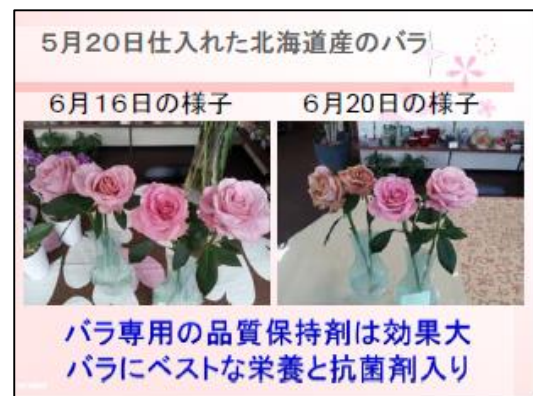 5月20日仕入れた北海道産のバラ
6月16日の様子
6月20日の様子
バラ専用の品質保持剤は効果大
バラにベストな栄養と抗菌剤入り